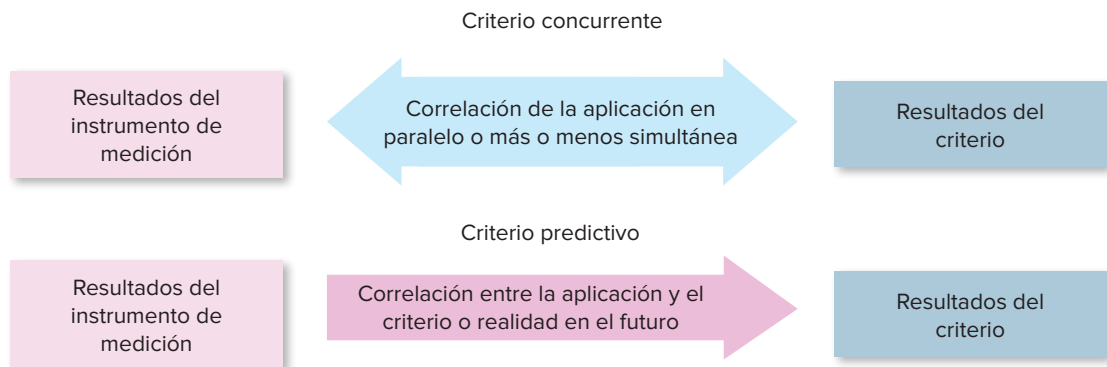 Criterio concurrente
Resultados del
instrumento de
medición
Correlación de la aplicación en
paralelo o más o menos simultánea
Resultados del
criterio
Criterio predictivo
Resultados del
instrumento de
medición
Correlación entre la aplicación y el
criterio o realidad en el futuro
Resultados del
criterio